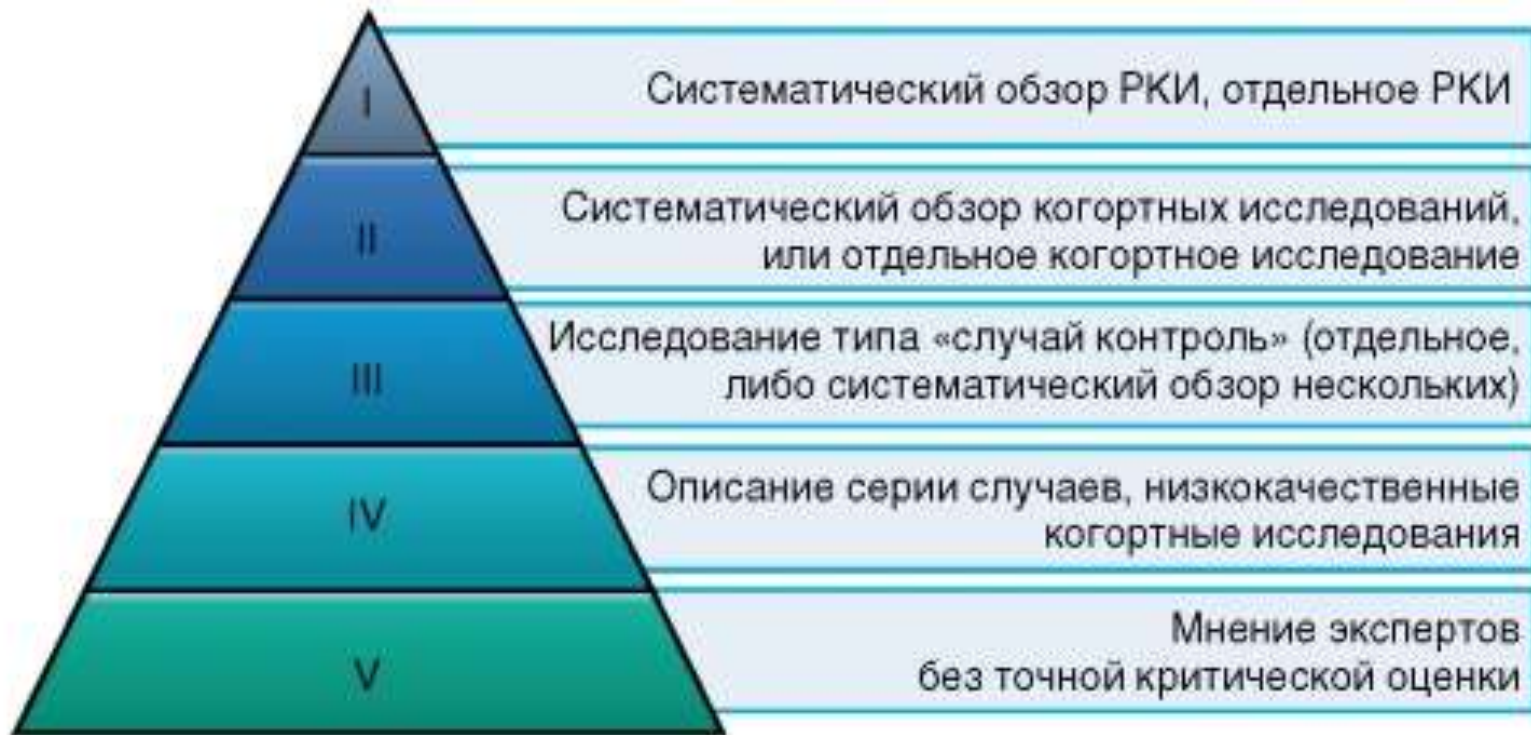 I
Систематический обзор РКИ, отдельное РКИ
II
Систематический обзор когортных исследований,
или отдельное когортное исследование
III
Исследование типа «случай контроль» (отдельное,
либо систематический обзор нескольких)
IV
Описание серии случаев, низкокачественные
когортные исследования
V
Мнение экспертов
без точной критической оценки